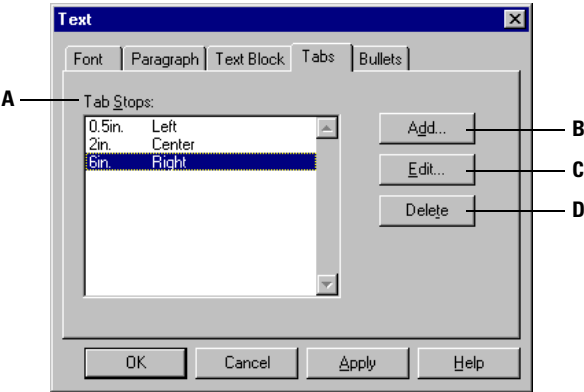 Text
Font Paragraph Text Block Tabs Bullets
A Tab Stops:
0.5in. Left
2in. Center
6in. Right
Add... B
Edit... C
Delete D
OK Cancel Apply Help